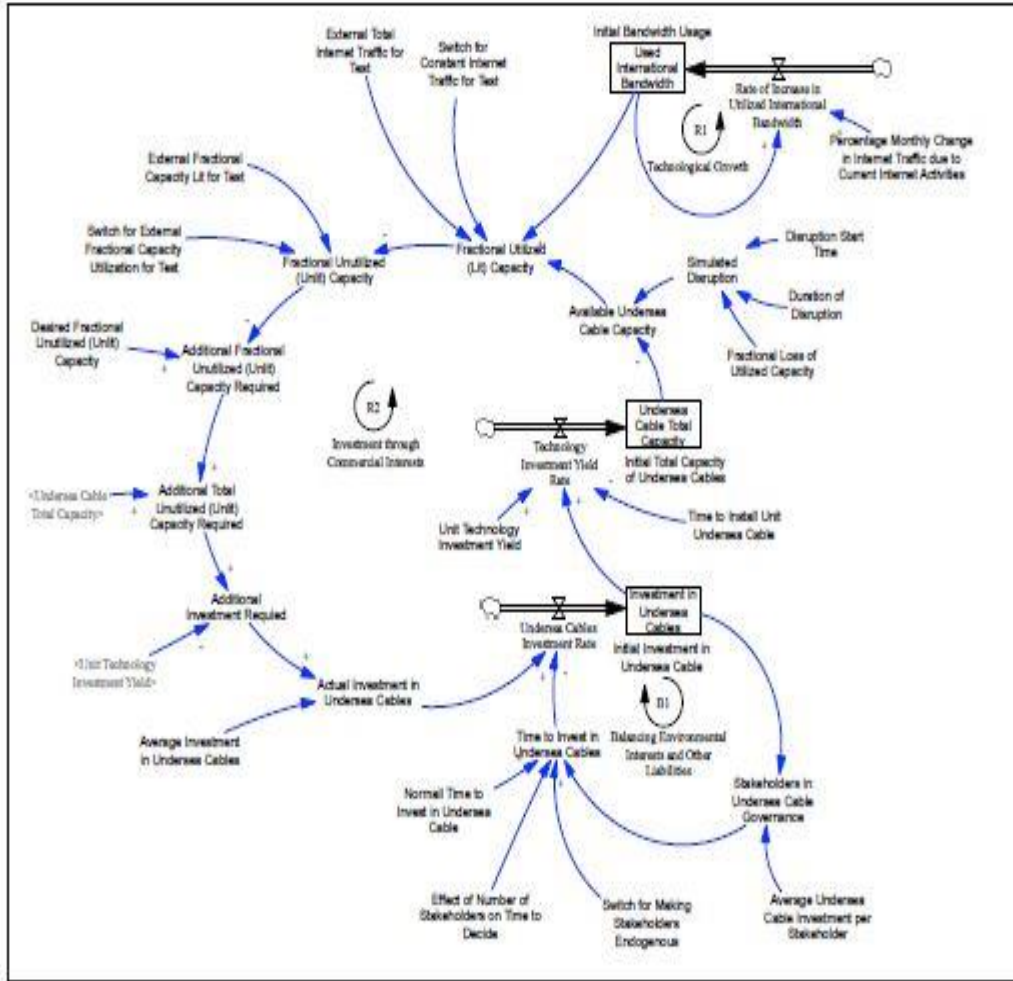 External Total
Internet Traffic for
Test
Switch for
Constant Internet
Traffic for Test
Initial Bandwidth Usage
Used
International
Bandwidth
Rate of Increase in
Utilized International
Bandwidth
R1
Technological Growth
Percentage Monthly Change
in Internet Traffic due to
Current Internet Activities
External Fractional
Capacity Lit for Test
Switch for External
Fractional Capacity
Utilization for Test
Fractional Unutilized
(Unlit) Capacity
Fractional Utilized
(Lit) Capacity
Disruption Start
Time
Simulated
Disruption
Duration of
Disruption
Available Undersea
Cable Capacity
Fractional Loss of
Utilized Capacity
Desired Fractional
Unutilized (Unlit)
Capacity
Additional Fractional
Unutilized (Unlit)
Capacity Required
R2
Investment through
Commercial Interests
Undersea
Cable Total
Capacity
Technology
Investment Yield
Rate
Initial Total Capacity
of Undersea Cables
<Undersea Cable
Total Capacity>
Additional Total
Unutilized (Unlit)
Capacity Required
Unit Technology
Investment Yield
Time to Install Unit
Undersea Cable
Additional
Investment Required
Investment in
Undersea
Cables
Undersea Cables
Investment Rate
Initial Investment in
Undersea Cable
<Unit Technology
Investment Yield>
Actual Investment in
Undersea Cables
B1
Balancing Environmental
Interests and Other
Liabilities
Average Investment
in Undersea Cables
Time to Invest in
Undersea Cables
Normall Time to
Invest in Undersea
Cable
Stakeholders in
Undersea Cable
Governance
Effect of Number of
Stakeholders on Time to
Decide
Switch for Making
Stakeholders
Endogenous
Average Undersea
Cable Investment per
Stakeholder